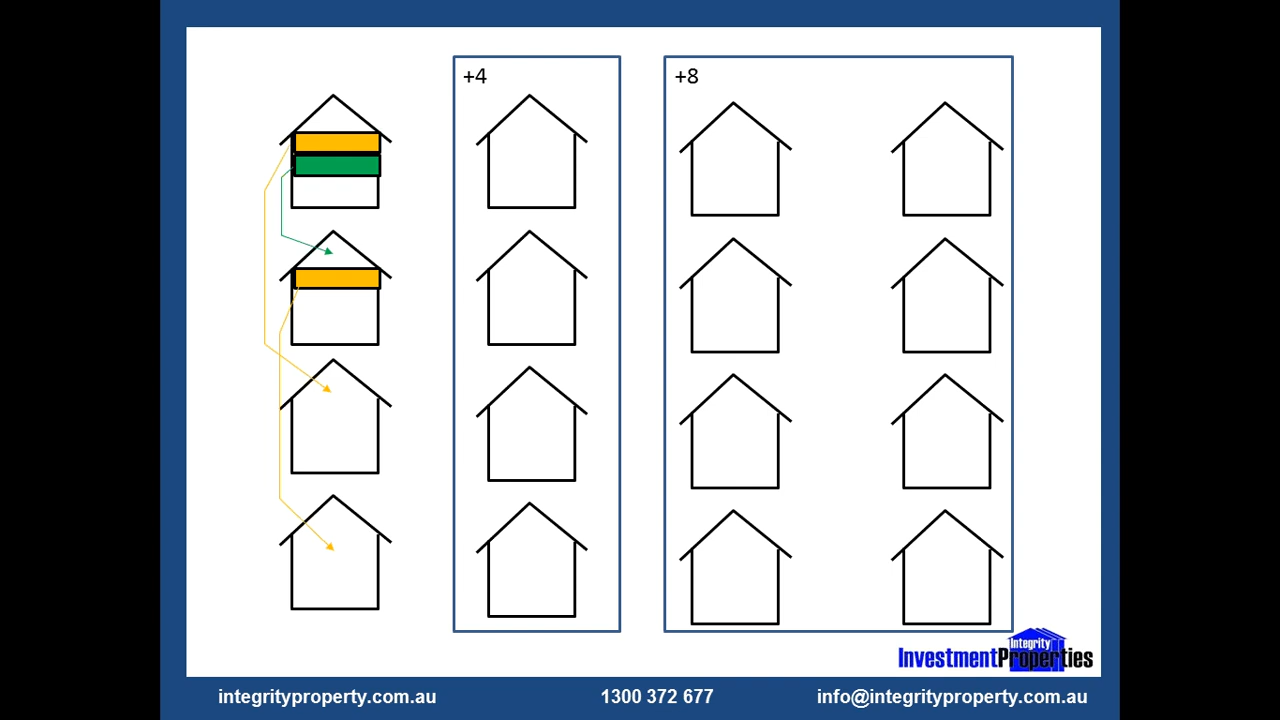 +4
+8
Integrity
InvestmentProperties
integrityproperty.com.au
1300 372 677
info@integrityproperty.com.au